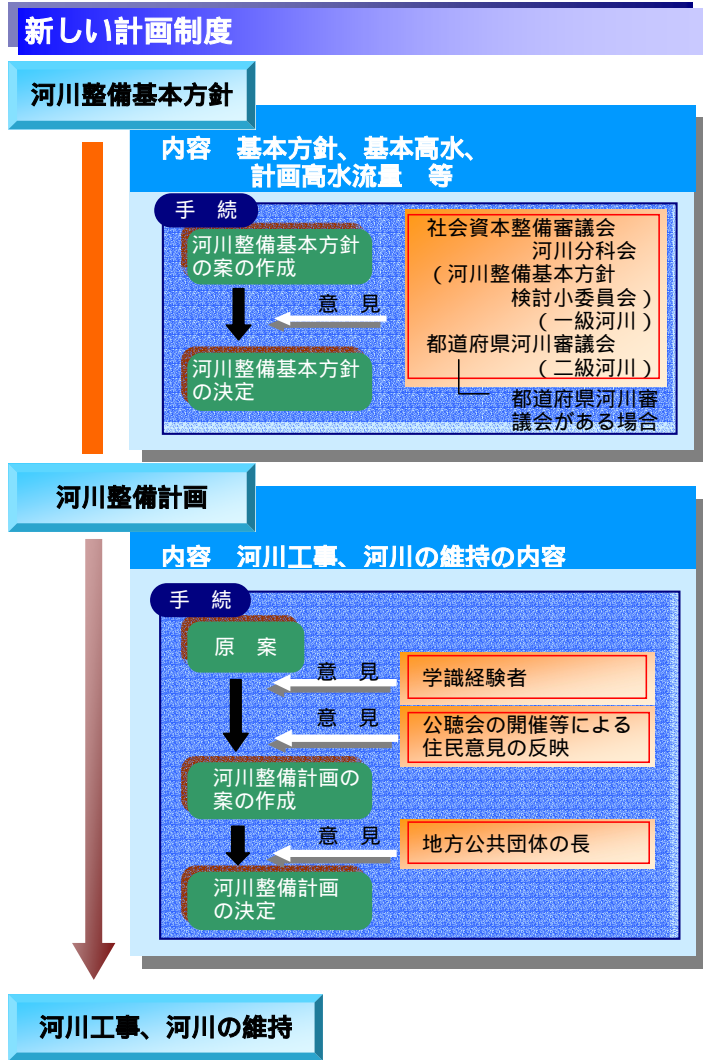 新しい計画制度
河川整備基本方針
内容　基本方針、基本高水、
計画高水流量　等
手　続
河川整備基本方針
の案の作成
意　見
社会資本整備審議会
河川分科会
（河川整備基本方針
検討小委員会）
（一級河川）
都道府県河川審議会
（二級河川）
都道府県河川審
議会がある場合
河川整備基本方針
の決定
河川整備計画
内容　河川工事、河川の維持の内容
手　続
原　案
意　見
学識経験者
意　見
公聴会の開催等による
住民意見の反映
河川整備計画の
案の作成
意　見
地方公共団体の長
河川整備計画
の決定
河川工事、河川の維持